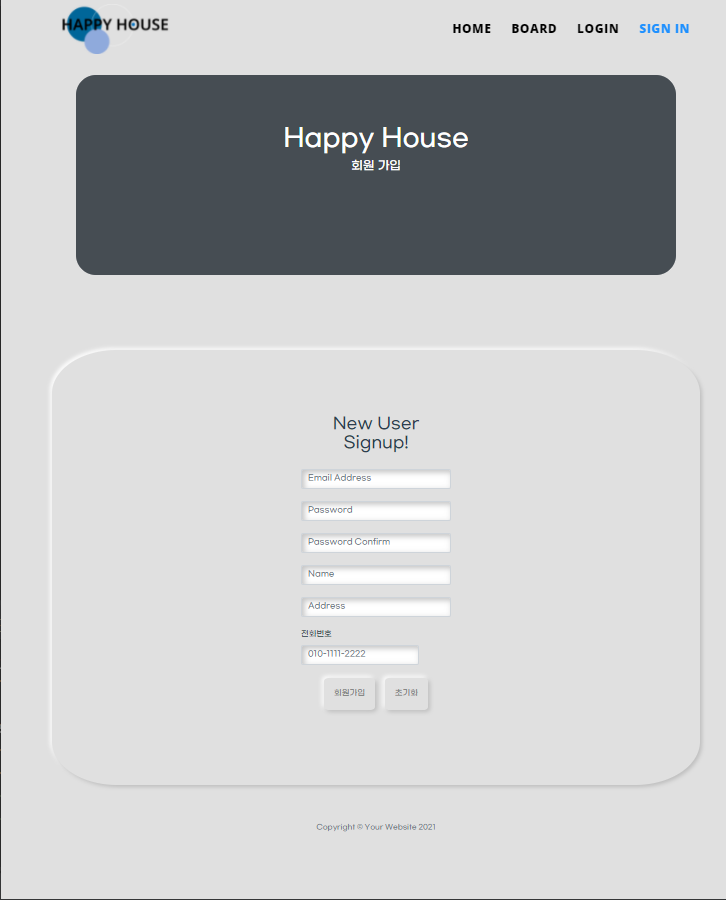 HAPPY HOUSE
HOME BOARD LOGIN SIGN IN
Happy House
회원 가입
New User
Signup!
Email Address
Password
Password Confirm
Name
Address
전화번호
010-1111-2222
회원가입 초기화
Copyright © Your Website 2021